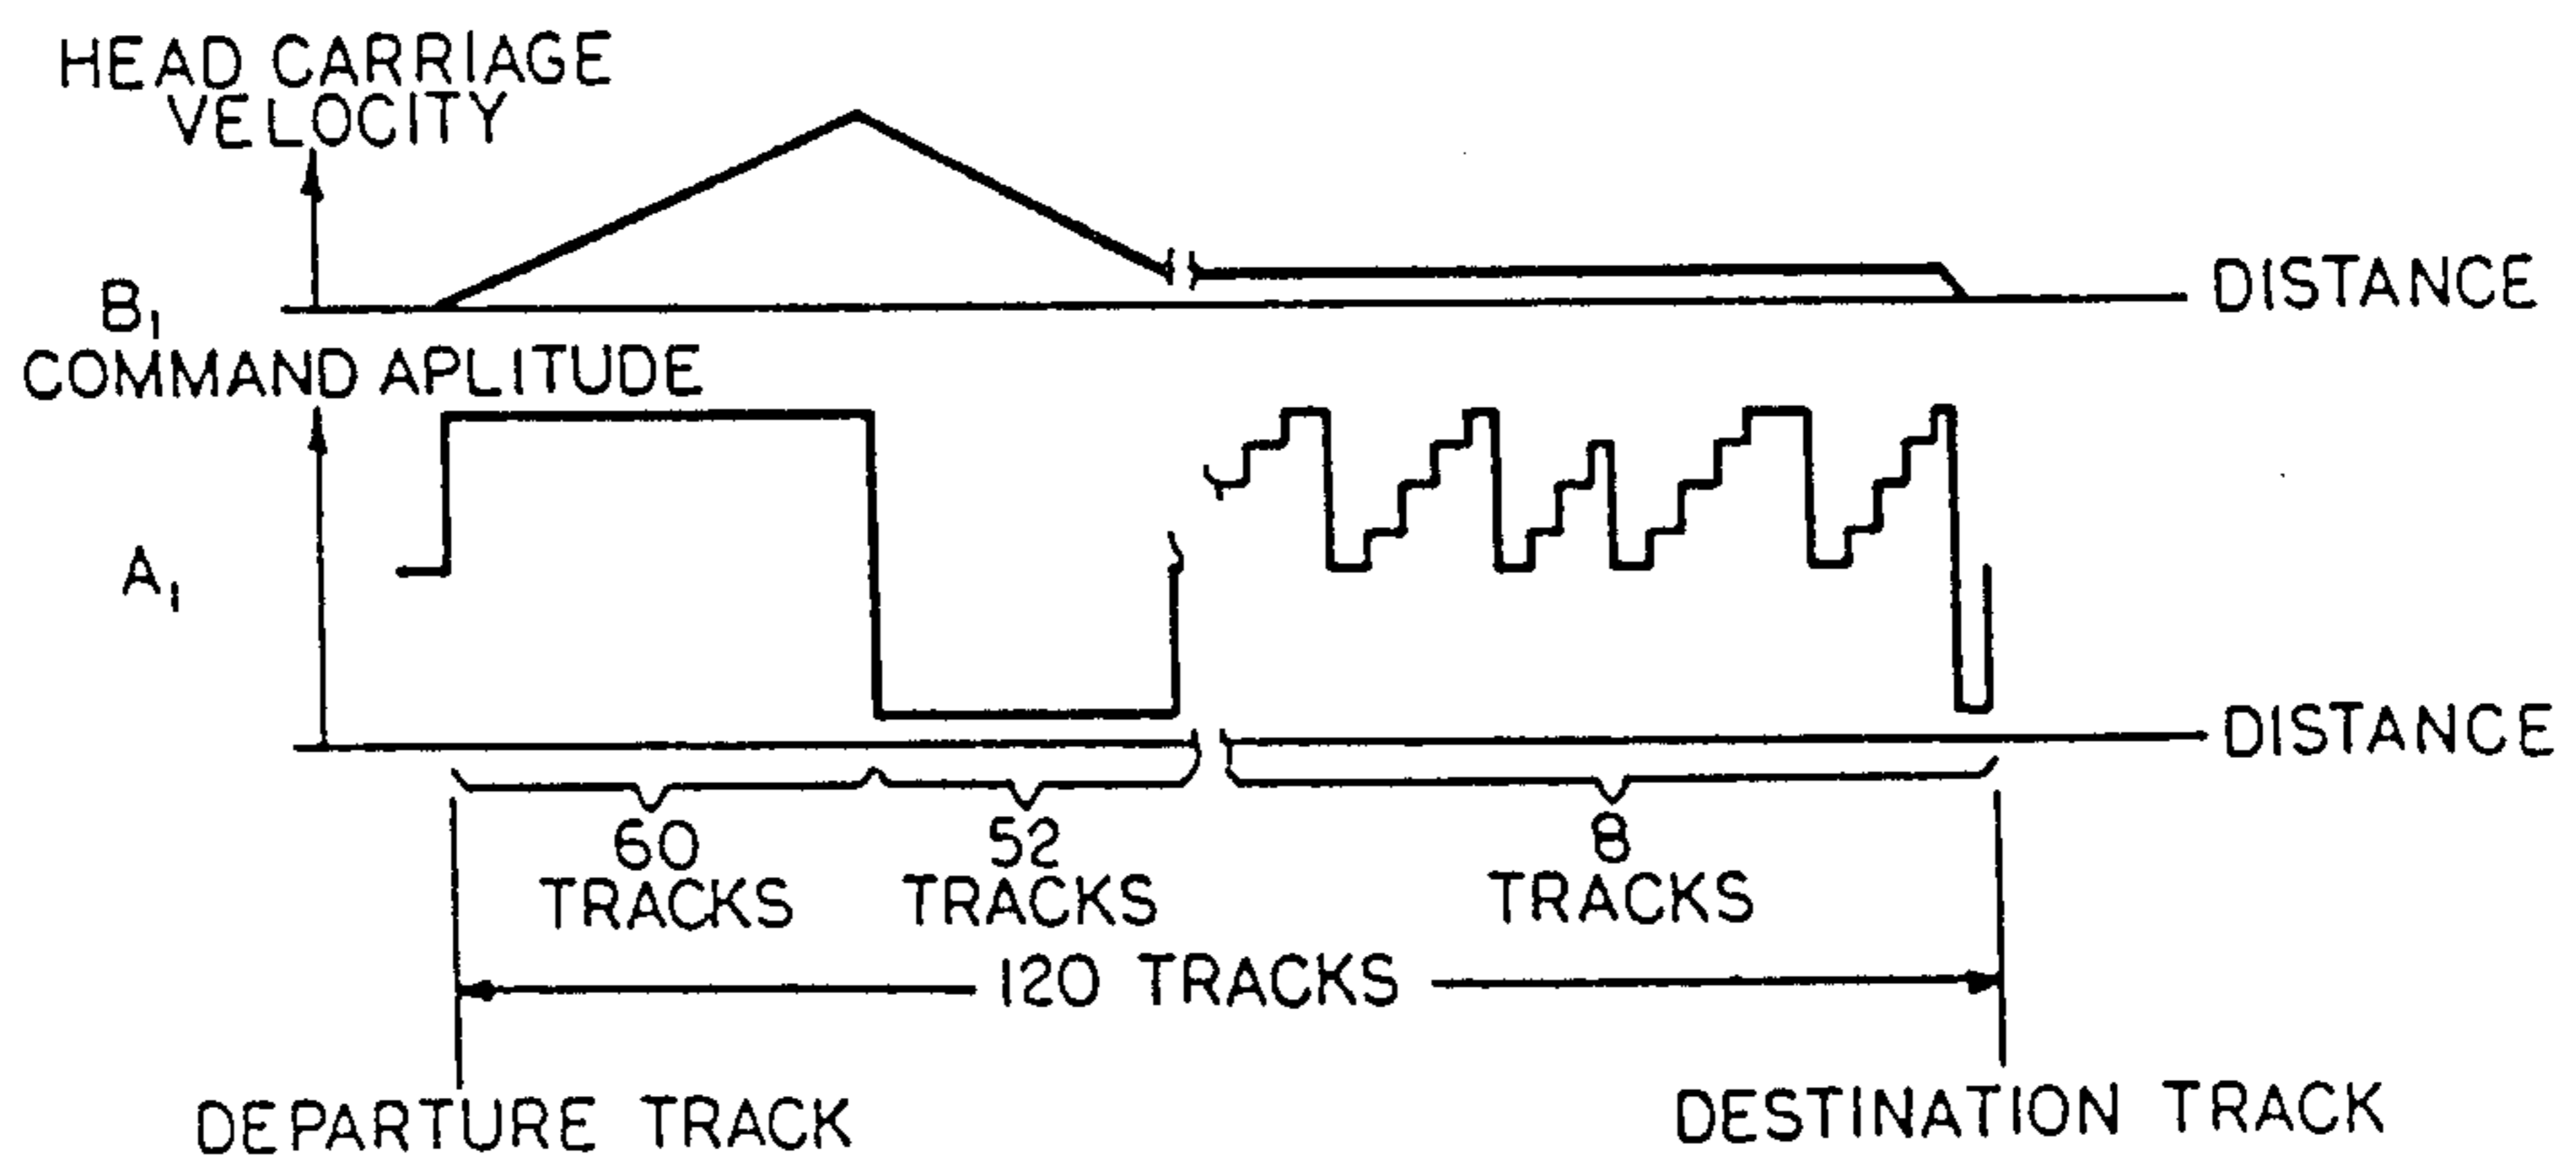 HEAD CARRIAGE
VELOCITY
B1
DISTANCE
COMMAND APLITUDE
A1
DISTANCE
60
TRACKS
52
TRACKS
8
TRACKS
120 TRACKS
DEPARTURE TRACK
DESTINATION TRACK